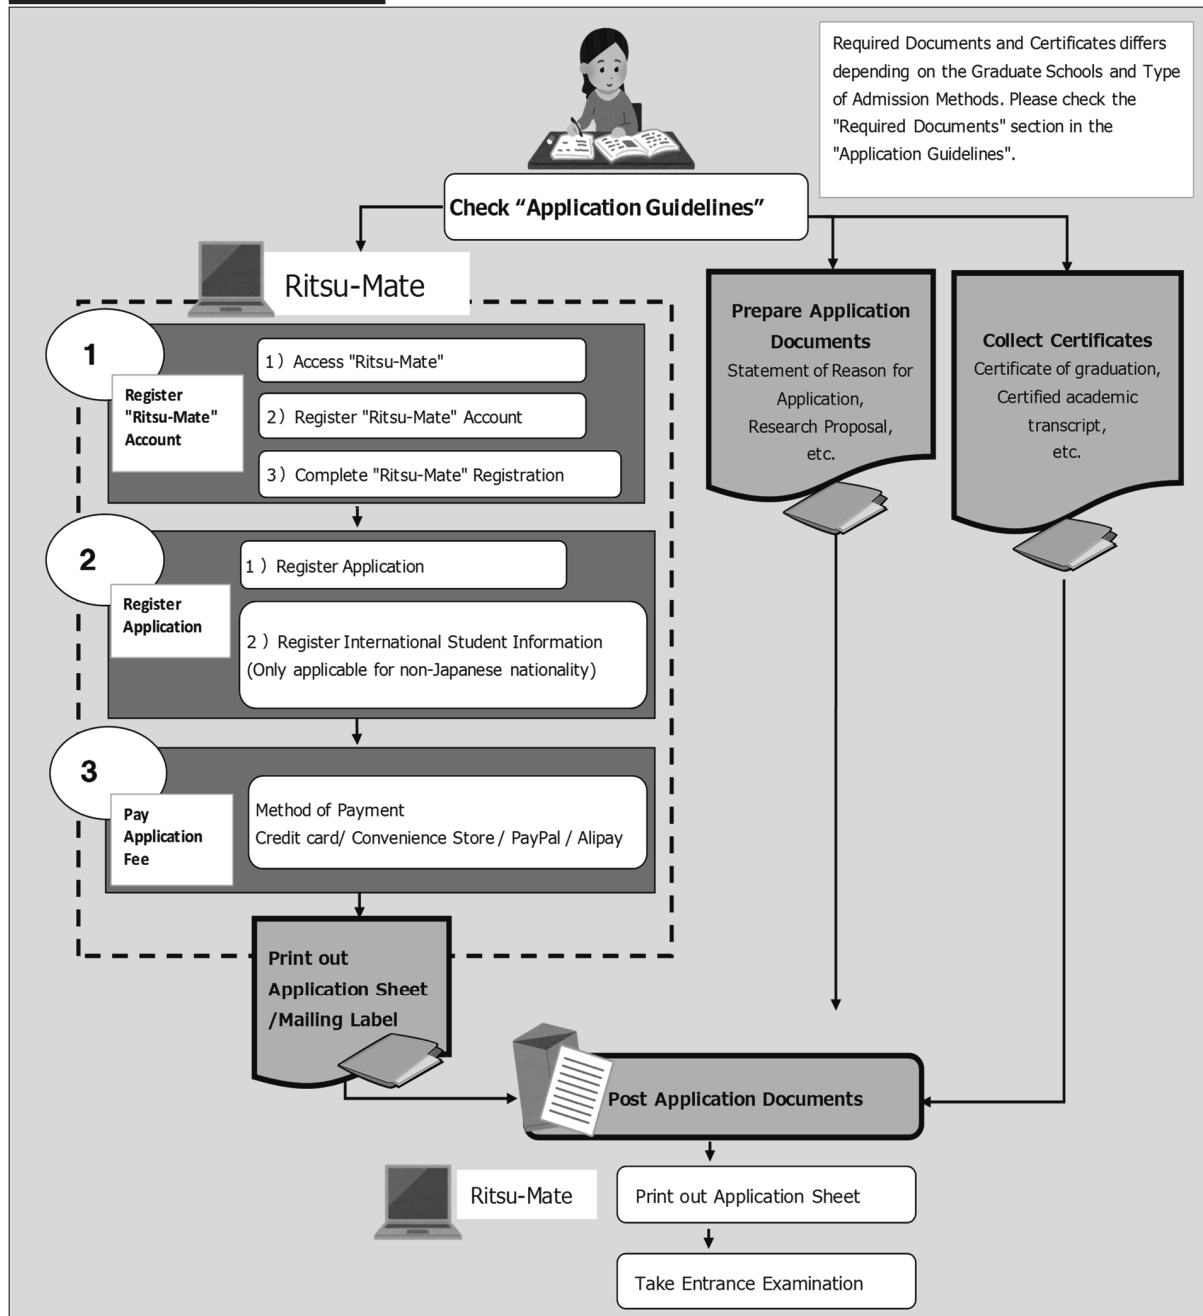 Required Documents and Certificates differs
depending on the Graduate Schools and Type
of Admission Methods. Please check the
"Required Documents" section in the
"Application Guidelines".
Check “Application Guidelines”
Ritsu-Mate
1
Register
"Ritsu-Mate"
Account
1）Access "Ritsu-Mate"
2）Register "Ritsu-Mate" Account
3）Complete "Ritsu-Mate" Registration
2
Register
Application
1）Register Application
2）Register International Student Information
(Only applicable for non-Japanese nationality)
3
Pay
Application
Fee
Method of Payment
Credit card/ Convenience Store / PayPal / Alipay
Print out
Application Sheet
/Mailing Label
Prepare Application
Documents
Statement of Reason for
Application,
Research Proposal,
etc.
Collect Certificates
Certificate of graduation,
Certified academic
transcript,
etc.
Post Application Documents
Ritsu-Mate
Print out Application Sheet
Take Entrance Examination